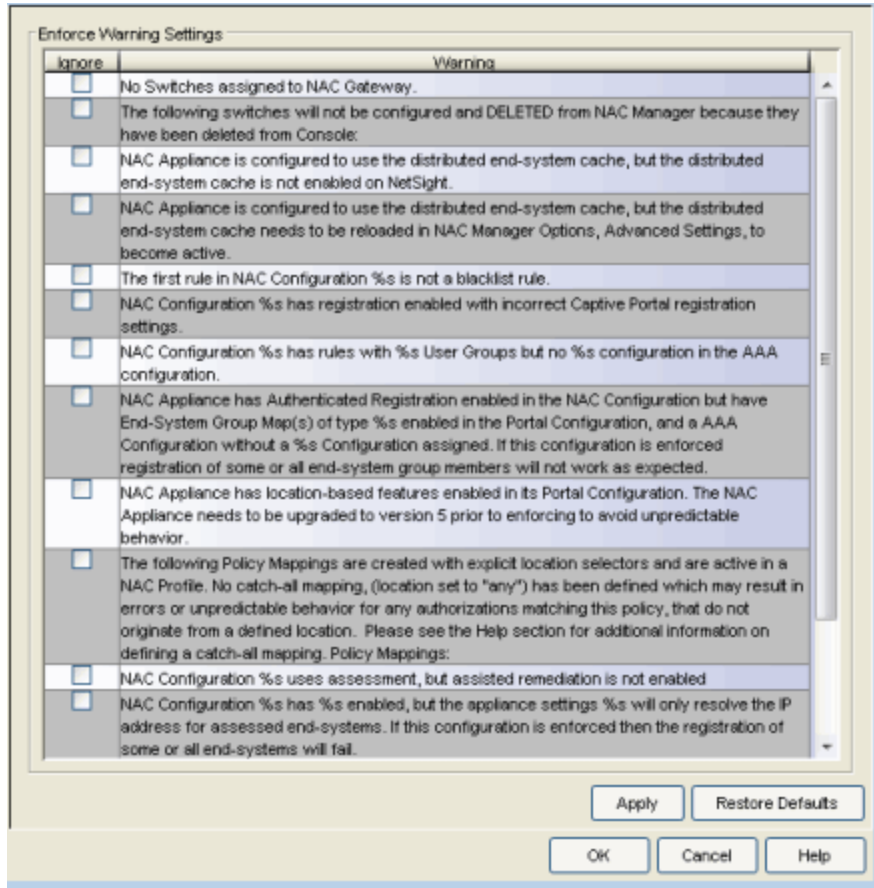 Enforce Warning Settings
Ignore Warning
No Switches assigned to NAC Gateway.
The following switches will not be configured and DELETED from NAC Manager because they
have been deleted from Console:
NAC Appliance is configured to use the distributed end-system cache, but the distributed
end-system cache is not enabled on NetSight.
NAC Appliance is configured to use the distributed end-system cache, but the distributed
end-system cache needs to be reloaded in NAC Manager Options, Advanced Settings, to
become active.
The first rule in NAC Configuration %s is not a blacklist rule.
NAC Configuration %s has registration enabled with incorrect Captive Portal registration
settings.
NAC Configuration %s has rules with %s User Groups but no %s configuration in the AAA
configuration.
NAC Appliance has Authenticated Registration enabled in the NAC Configuration but have
End-System Group Map(s) of type %s enabled in the Portal Configuration, and a AAA
Configuration without a %s Configuration assigned. If this configuration is enforced
registration of some or all end-system group members will not work as expected.
NAC Appliance has location-based features enabled in its Portal Configuration. The NAC
Appliance needs to be upgraded to version 5 prior to enforcing to avoid unpredictable
behavior.
The following Policy Mappings are created with explicit location selectors and are active in a
NAC Profile. No catch-all mapping, (location set to "any") has been defined which may result in
errors or unpredictable behavior for any authorizations matching this policy, that do not
originate from a defined location. Please see the Help section for additional information on
defining a catch-all mapping. Policy Mappings:
NAC Configuration %s uses assessment, but assisted remediation is not enabled
NAC Configuration %s has %s enabled, but the appliance settings %s will only resolve the IP
address for assessed end-systems. If this configuration is enforced then the registration of
some or all end-systems will fail.
Apply Restore Defaults
OK Cancel Help